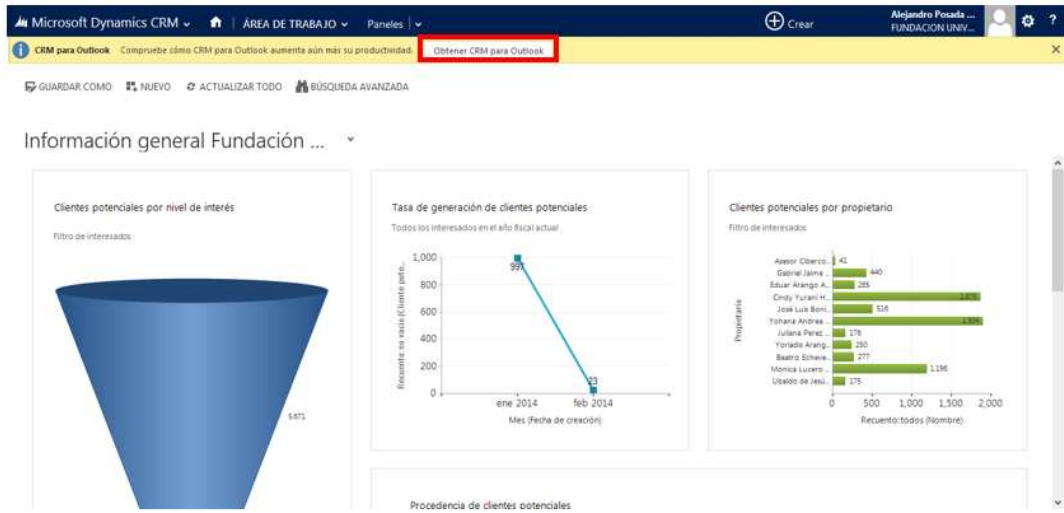 Microsoft Dynamics CRM ÁREA DE TRABAJO Paneles Crear Alejandro Posada ...
FUNDACION UNIV...
?
CRM para Outlook Compruebe cómo CRM para Outlook aumenta aún más su productividad. Obtener CRM para Outlook
GUARDAR COMO NUEVO ACTUALIZAR TODO BÚSQUEDA AVANZADA
Información general Fundación ...
Clientes potenciales por nivel de interés
Filtro de interesados
5.671
Tasa de generación de clientes potenciales
Todos los interesados en el año fiscal actual
Recuento: no vacío (Cliente pote...
1,000
800
600
400
200
0
997
23
ene 2014 feb 2014
Mes (Fecha de creación)
Clientes potenciales por propietario
Filtro de interesados
Propietario
Asesor Ciberco... 41
Gabriel Jaime ... 440
Eduar Arango A... 285
Cindy Yurani H...
José Luis Boni... 516
Yohana Andrea ...
Juliana Perez ... 176
Yorladis Arang... 250
Beatriz Echeve... 277
Monica Lucero ... 1.196
Ubaldo de Jesú... 175
0 500 1,000 1,500 2,000
Recuento: todos (Nombre)
Procedencia de clientes potenciales